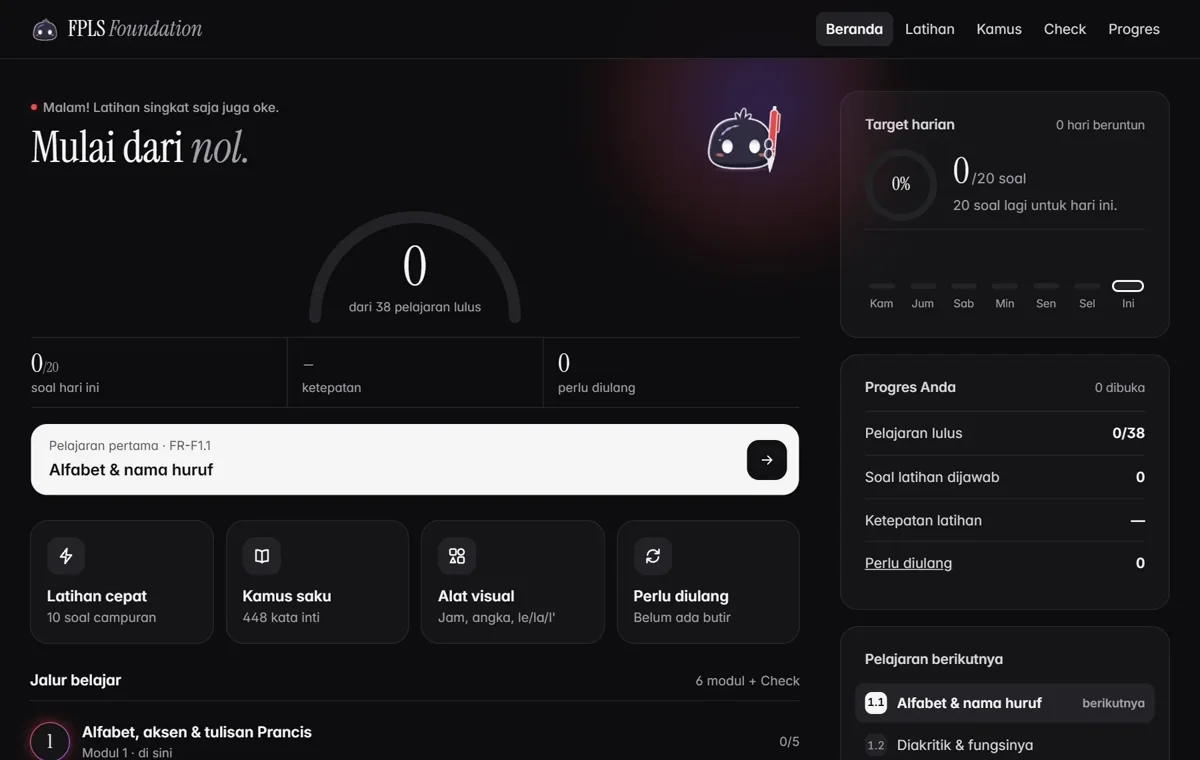 FPLS Foundation
Beranda
Latihan
Kamus
Check
Progres
Malam! Latihan singkat saja juga oke.
Mulai dari nol.
0
dari 38 pelajaran lulus
0/20
soal hari ini
–
ketepatan
0
perlu diulang
Pelajaran pertama · FR-F1.1
Alfabet & nama huruf
Latihan cepat
10 soal campuran
Kamus saku
448 kata inti
Alat visual
Jam, angka, le/la/l'
Perlu diulang
Belum ada butir
Jalur belajar
6 modul + Check
1
Alfabet, aksen & tulisan Prancis
Modul 1 · di sini
0/5
Target harian
0 hari beruntun
0%
0/20 soal
20 soal lagi untuk hari ini.
Kam Jum Sab Min Sen Sel Ini
Progres Anda
0 dibuka
Pelajaran lulus
0/38
Soal latihan dijawab
0
Ketepatan latihan
—
Perlu diulang
0
Pelajaran berikutnya
1.1 Alfabet & nama huruf berikutnya
1.2 Diakritik & fungsinya